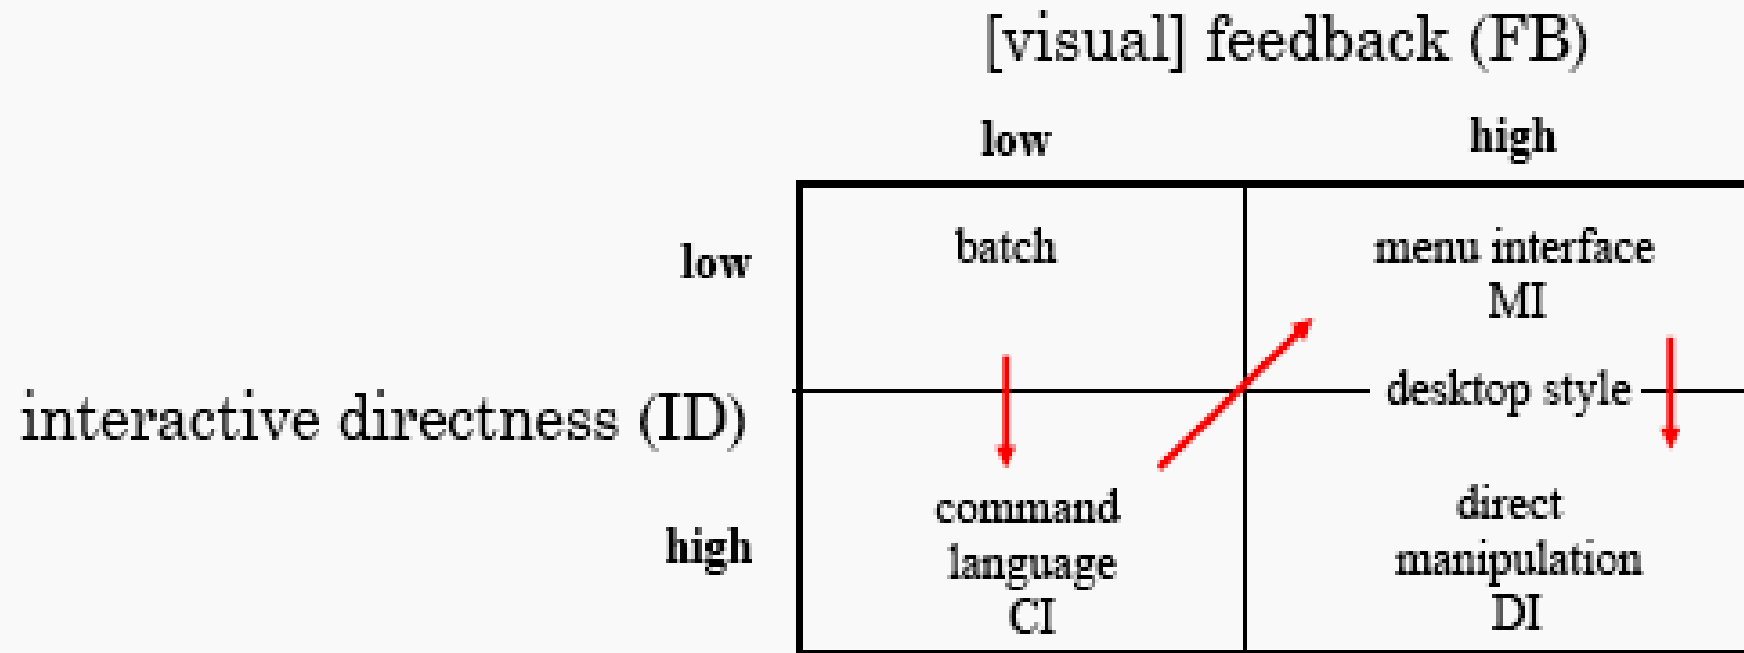 [visual] feedback (FB)
low high
low
batch
menu interface
MI
desktop style
interactive directness (ID)
high
command
language
CI
direct
manipulation
DI